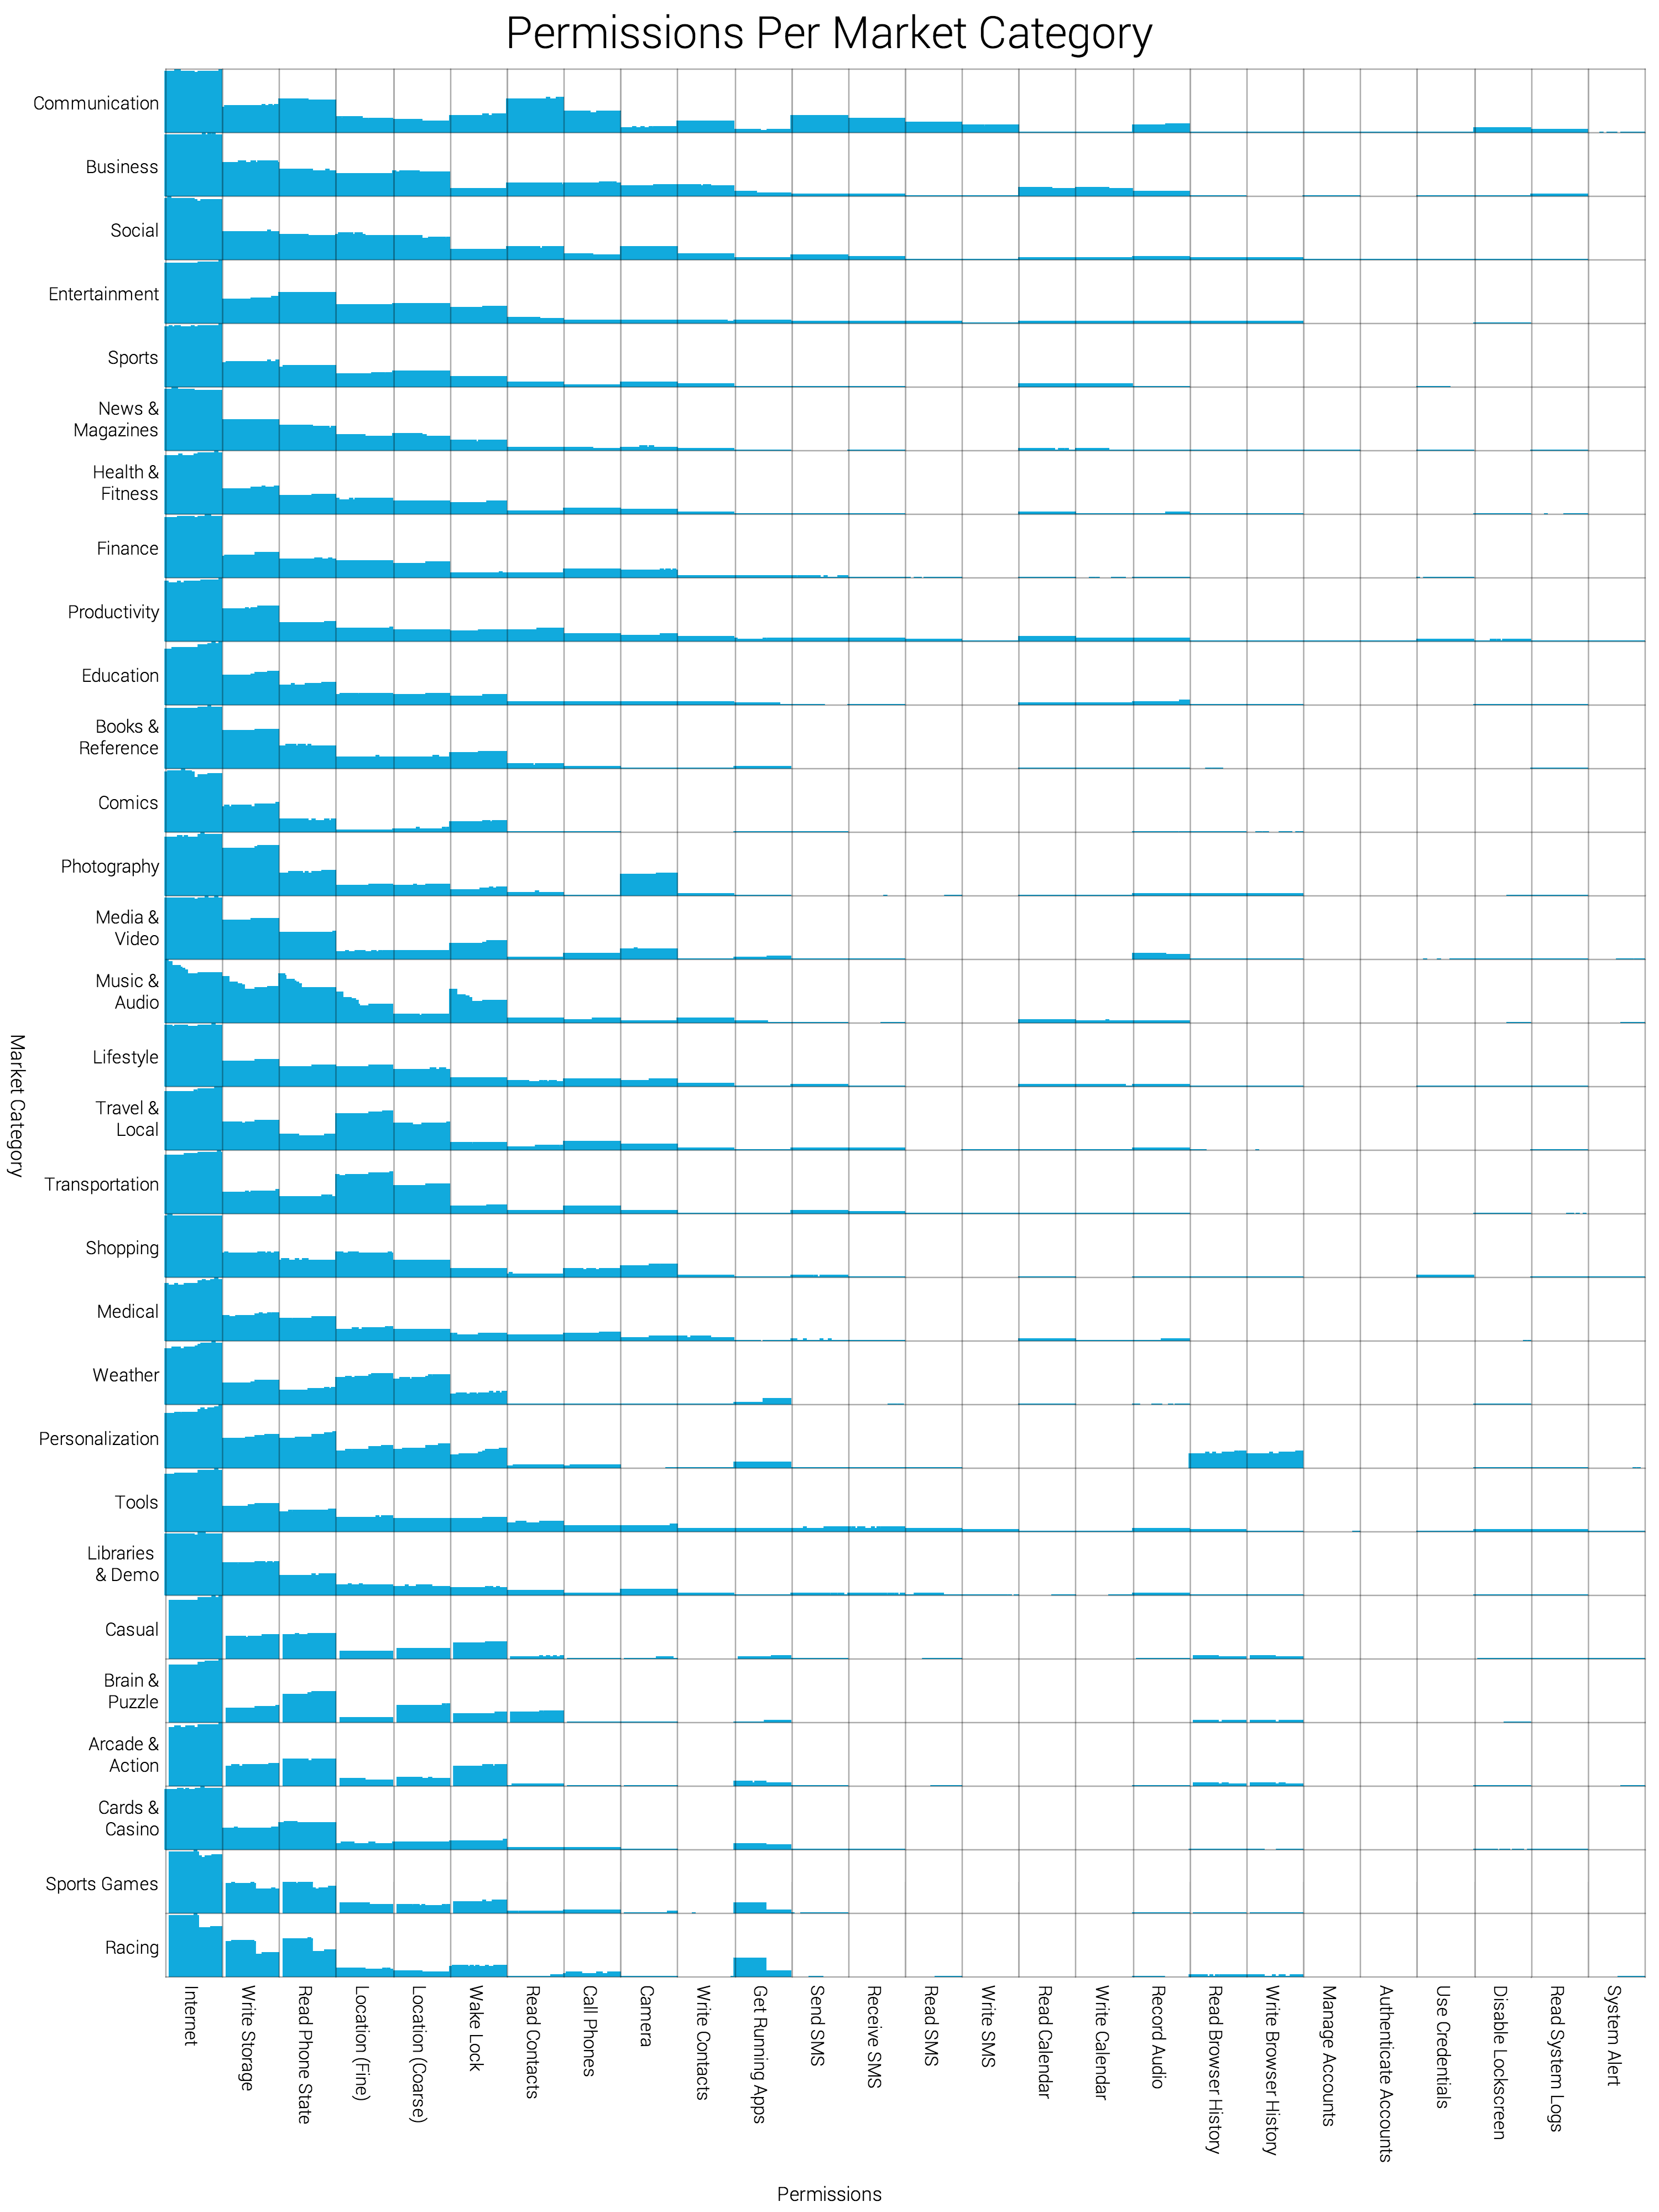 Permissions Per Market Category
Communication
Business
Social
Entertainment
Sports
News &
Magazines
Health &
Fitness
Finance
Productivity
Education
Books &
Reference
Comics
Photography
Media &
Video
Music &
Audio
Lifestyle
Travel &
Local
Transportation
Shopping
Medical
Weather
Personalization
Tools
Libraries
& Demo
Casual
Brain &
Puzzle
Arcade &
Action
Cards &
Casino
Sports Games
Racing
Market Category
Internet
Write Storage
Read Phone State
Location (Fine)
Location (Coarse)
Wake Lock
Read Contacts
Call Phones
Camera
Write Contacts
Get Running Apps
Send SMS
Receive SMS
Read SMS
Write SMS
Read Calendar
Write Calendar
Record Audio
Read Browser History
Write Browser History
Manage Accounts
Authenticate Accounts
Use Credentials
Disable Lockscreen
Read System Logs
System Alert
Permissions